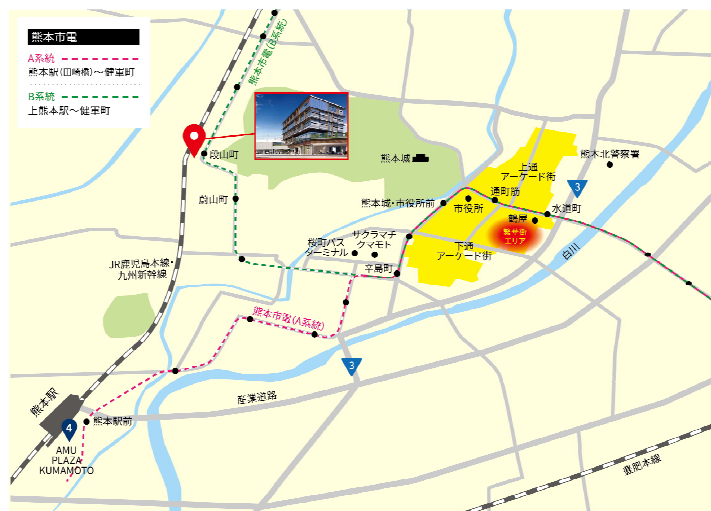 熊本市電
A系統
熊本駅(田崎橋)～健軍町
B系統
上熊本駅～健軍町
熊本市電(B系統)
段山町
熊本城
熊本北警察署
上通
アーケード街
3
蔚山町
熊本城・市役所前
市役所
通町筋
水道町
鶴屋
繁華街
エリア
桜町バス
ターミナル
サクラマチ
クマモト
下通
アーケード街
白川
辛島町
JR鹿児島本線・
九州新幹線
熊本市電(A系統)
3
産業道路
熊本駅
4
熊本駅前
AMU
PLAZA
KUMAMOTO
豊肥本線